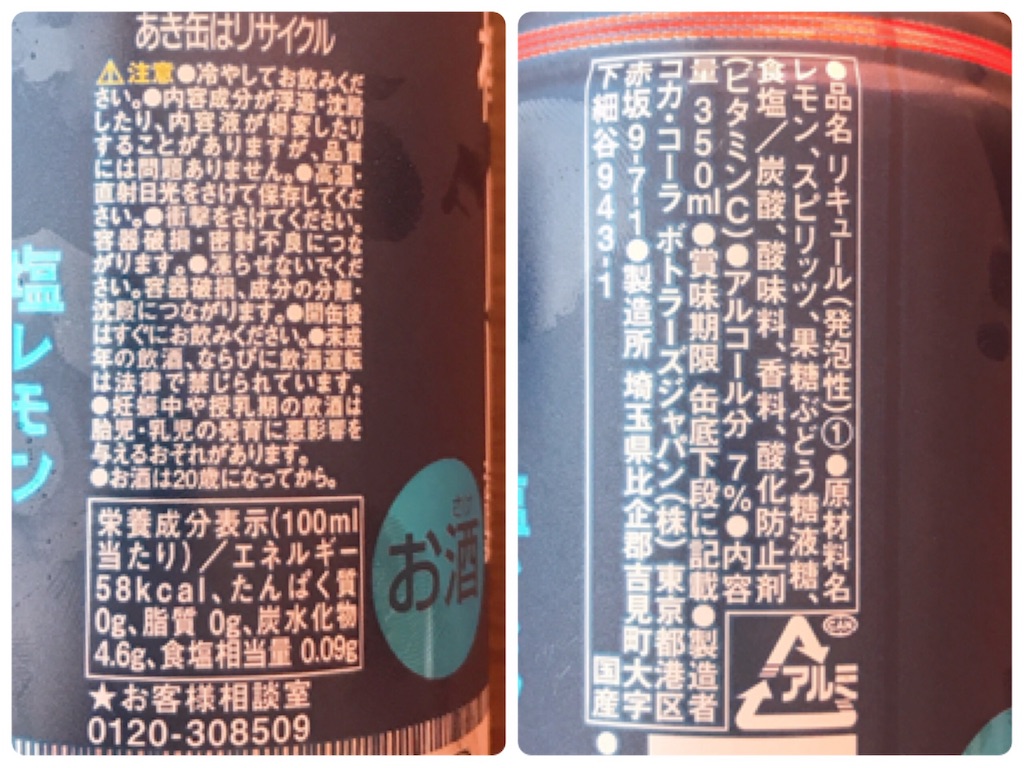 あき缶はリサイクル
⚠注意●冷やしてお飲みくだ
さい。●内容成分が浮遊・沈殿
したり、内容液が褐変したり
することがありますが、品質
には問題ありません。●高温・
直射日光をさけて保存してくだ
さい。●衝撃をさけてください。
容器破損・密封不良につな
がります。●凍らせないでくだ
さい。容器破損、成分の分離・
沈殿につながります。●開缶後
はすぐにお飲みください。●未成
年の飲酒、ならびに飲酒運転
は法律で禁じられています。
●妊娠中や授乳期の飲酒は
胎児・乳児の発育に悪影響を
与えるおそれがあります。
●お酒は20歳になってから。
栄養成分表示(100ml
当たり)／エネルギー
58kcal、たんぱく質
0g、脂質 0g、炭水化物
4.6g、食塩相当量 0.09g
★お客様相談室
0120-308509
塩レモン
さけ
お酒
●品名 リキュール(発泡性)①●原材料名
レモン、スピリッツ、果糖ぶどう糖液糖、
食塩／炭酸、酸味料、香料、酸化防止剤
(ビタミンC)●アルコール分 7%●内容
量 350ml●賞味期限 缶底下段に記載●製造者
コカ・コーラ ボトラーズジャパン(株) 東京都港区
赤坂9-7-1●製造所 埼玉県比企郡吉見町大字
下細谷943-1 国産
CAN
アルミ